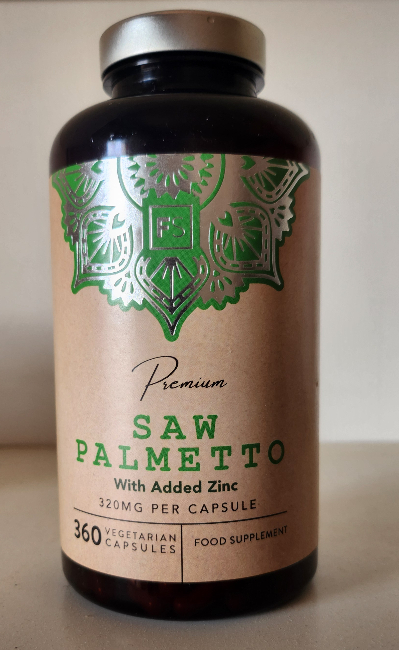 Premium
SAW
PALMETTO
With Added Zinc
320MG PER CAPSULE
360 VEGETARIAN
CAPSULES
FOOD SUPPLEMENT